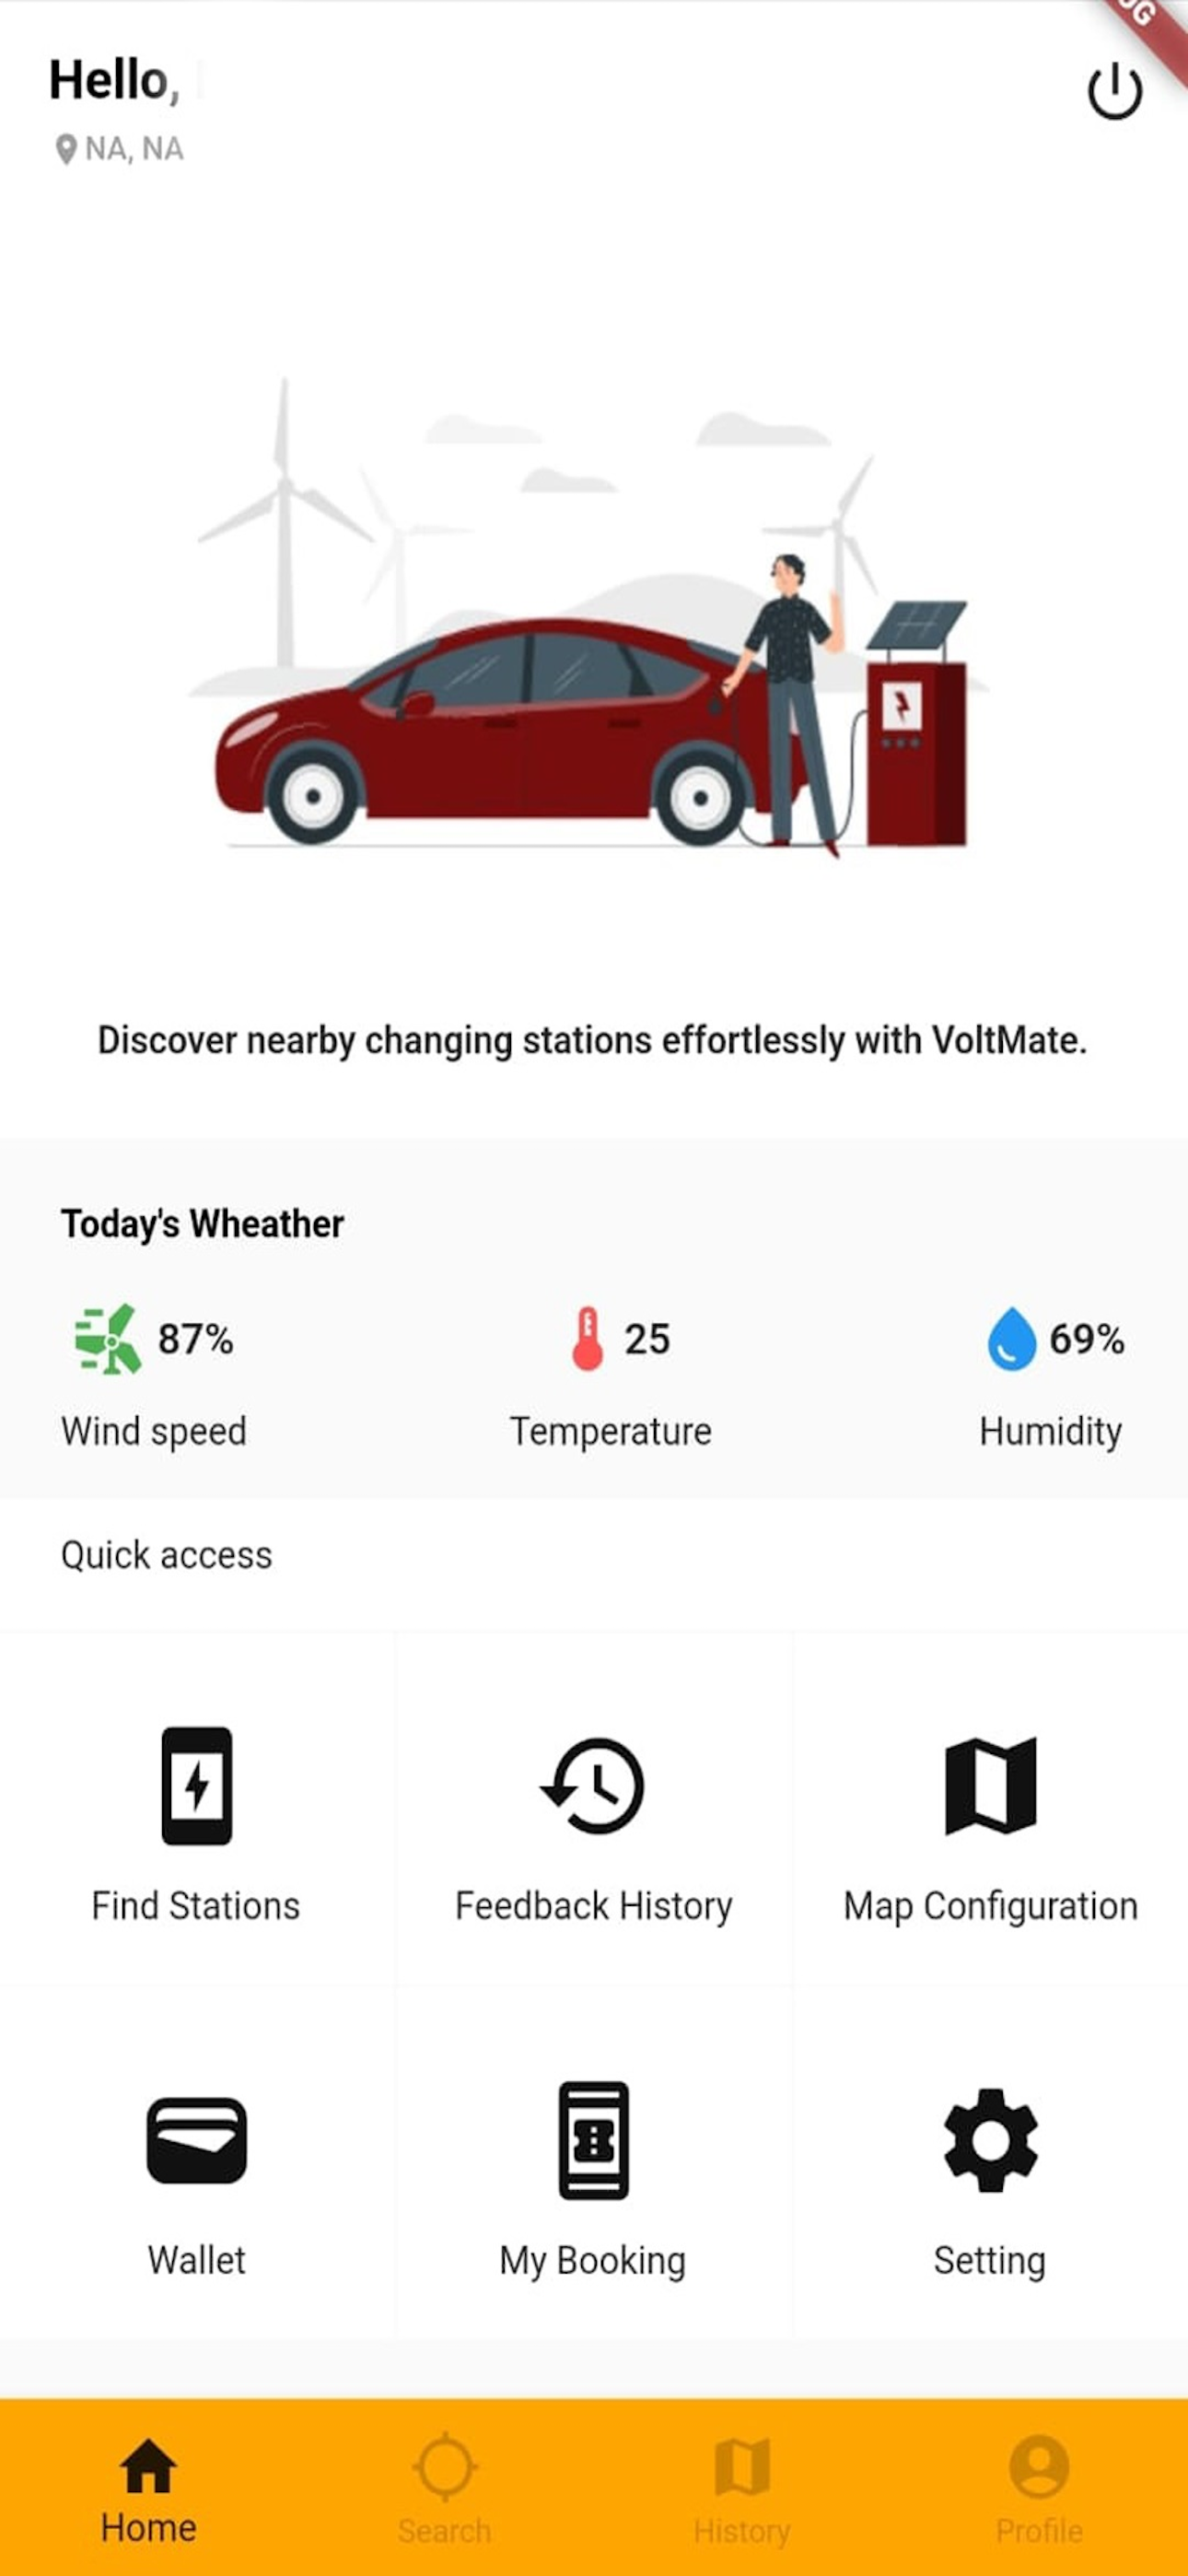 Hello,
NA, NA
Discover nearby changing stations effortlessly with VoltMate.
Today's Wheather
87%
25
69%
Wind speed
Temperature
Humidity
Quick access
Find Stations
Feedback History
Map Configuration
Wallet
My Booking
Setting
Home
Search
History
Profile